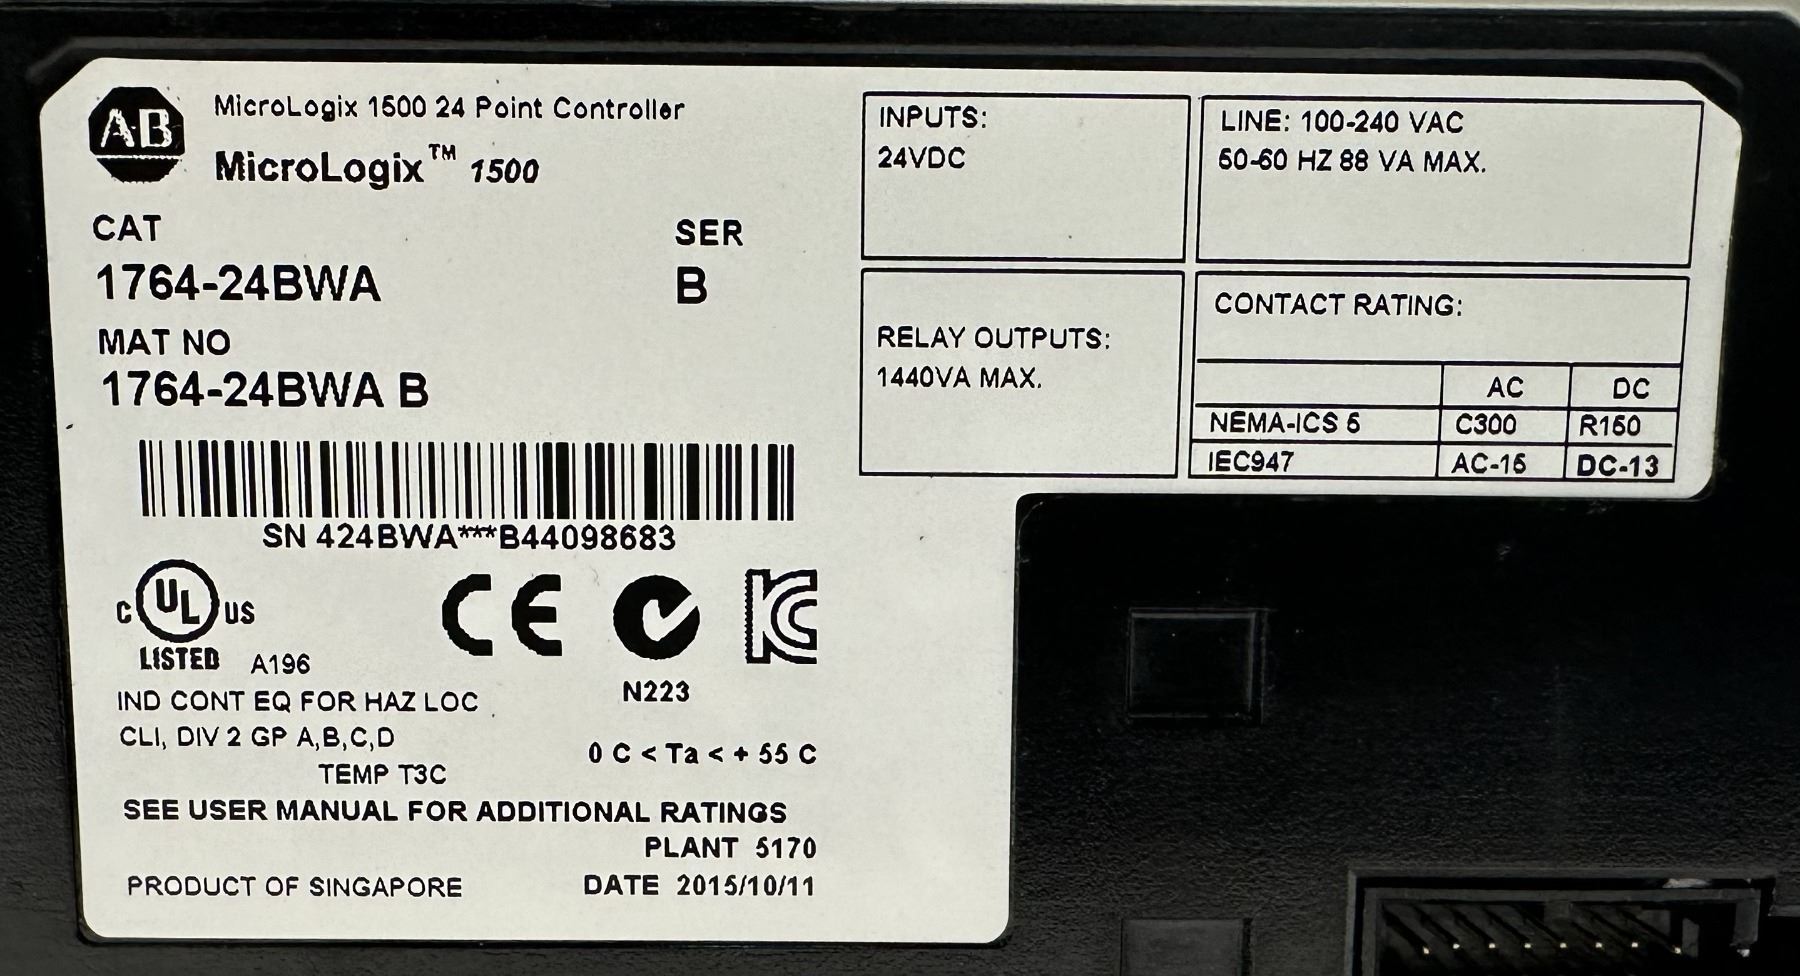 AB
MicroLogix 1500 24 Point Controller
MicroLogix™ 1500
CAT
1764-24BWA
SER
B
MAT NO
1764-24BWA B
SN 424BWA***B44098683
C UL US
LISTED A196
CE
N223
KC
IND CONT EQ FOR HAZ LOC
CLI, DIV 2 GP A,B,C,D
TEMP T3C
0 C < Ta < + 55 C
SEE USER MANUAL FOR ADDITIONAL RATINGS
PLANT 5170
PRODUCT OF SINGAPORE
DATE 2015/10/11
INPUTS:
24VDC
LINE: 100-240 VAC
50-60 HZ 88 VA MAX.
RELAY OUTPUTS:
1440VA MAX.
CONTACT RATING:
AC DC
NEMA-ICS 5 C300 R150
IEC947 AC-15 DC-13